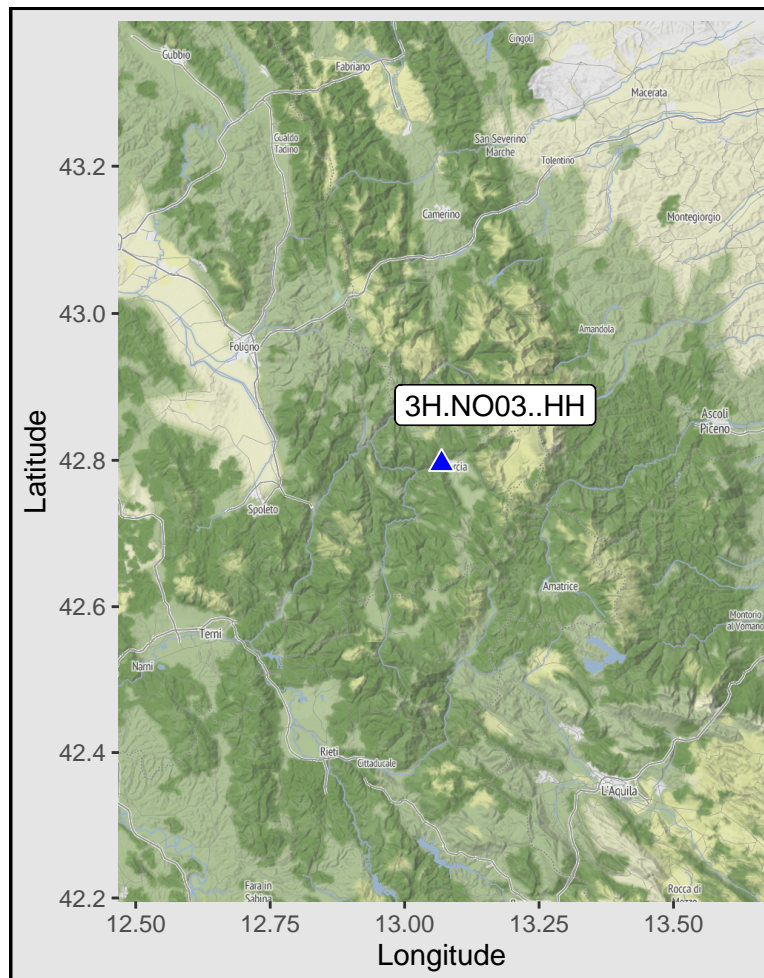 Cingoli
Gubbio
Fabriano
Macerata
Gualdo
Tadino
San Severino
Marche
Tolentino
43.2
Camerino
Montegiorgio
43.0
Amandola
Foligno
3H.NO03..HH
Ascoli
Piceno
Latitude
42.8
rcia
Spoleto
42.6
Amatrice
Montorio
al Vomano
Terni
Narni
42.4
Rieti
Cittaducale
L'Aquila
Fara in
Sabina
Rocca di
Mezzo
42.2
12.50 12.75 13.00 13.25 13.50
Longitude